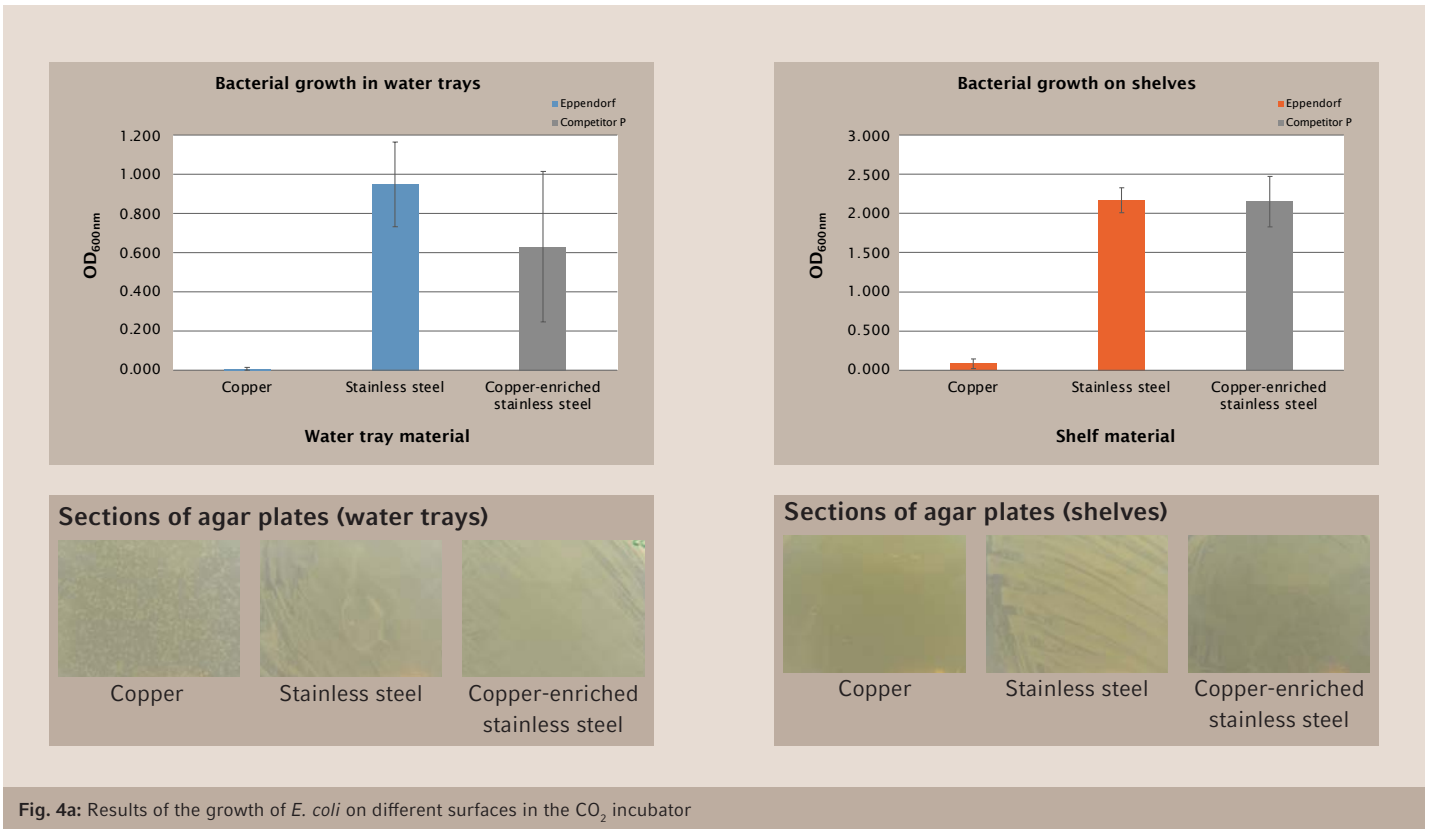 Bacterial growth in water trays
Eppendorf
Competitor P
1.200
1.000
0.800
0.600
0.400
0.200
0.000
OD600nm
Copper
Stainless steel
Copper-enriched
stainless steel
Water tray material
Bacterial growth on shelves
Eppendorf
Competitor P
3.000
2.500
2.000
1.500
1.000
0.500
0.000
OD600nm
Copper
Stainless steel
Copper-enriched
stainless steel
Shelf material
Sections of agar plates (water trays)
Copper
Stainless steel
Copper-enriched
stainless steel
Sections of agar plates (shelves)
Copper
Stainless steel
Copper-enriched
stainless steel
Fig. 4a: Results of the growth of E. coli on different surfaces in the CO2 incubator